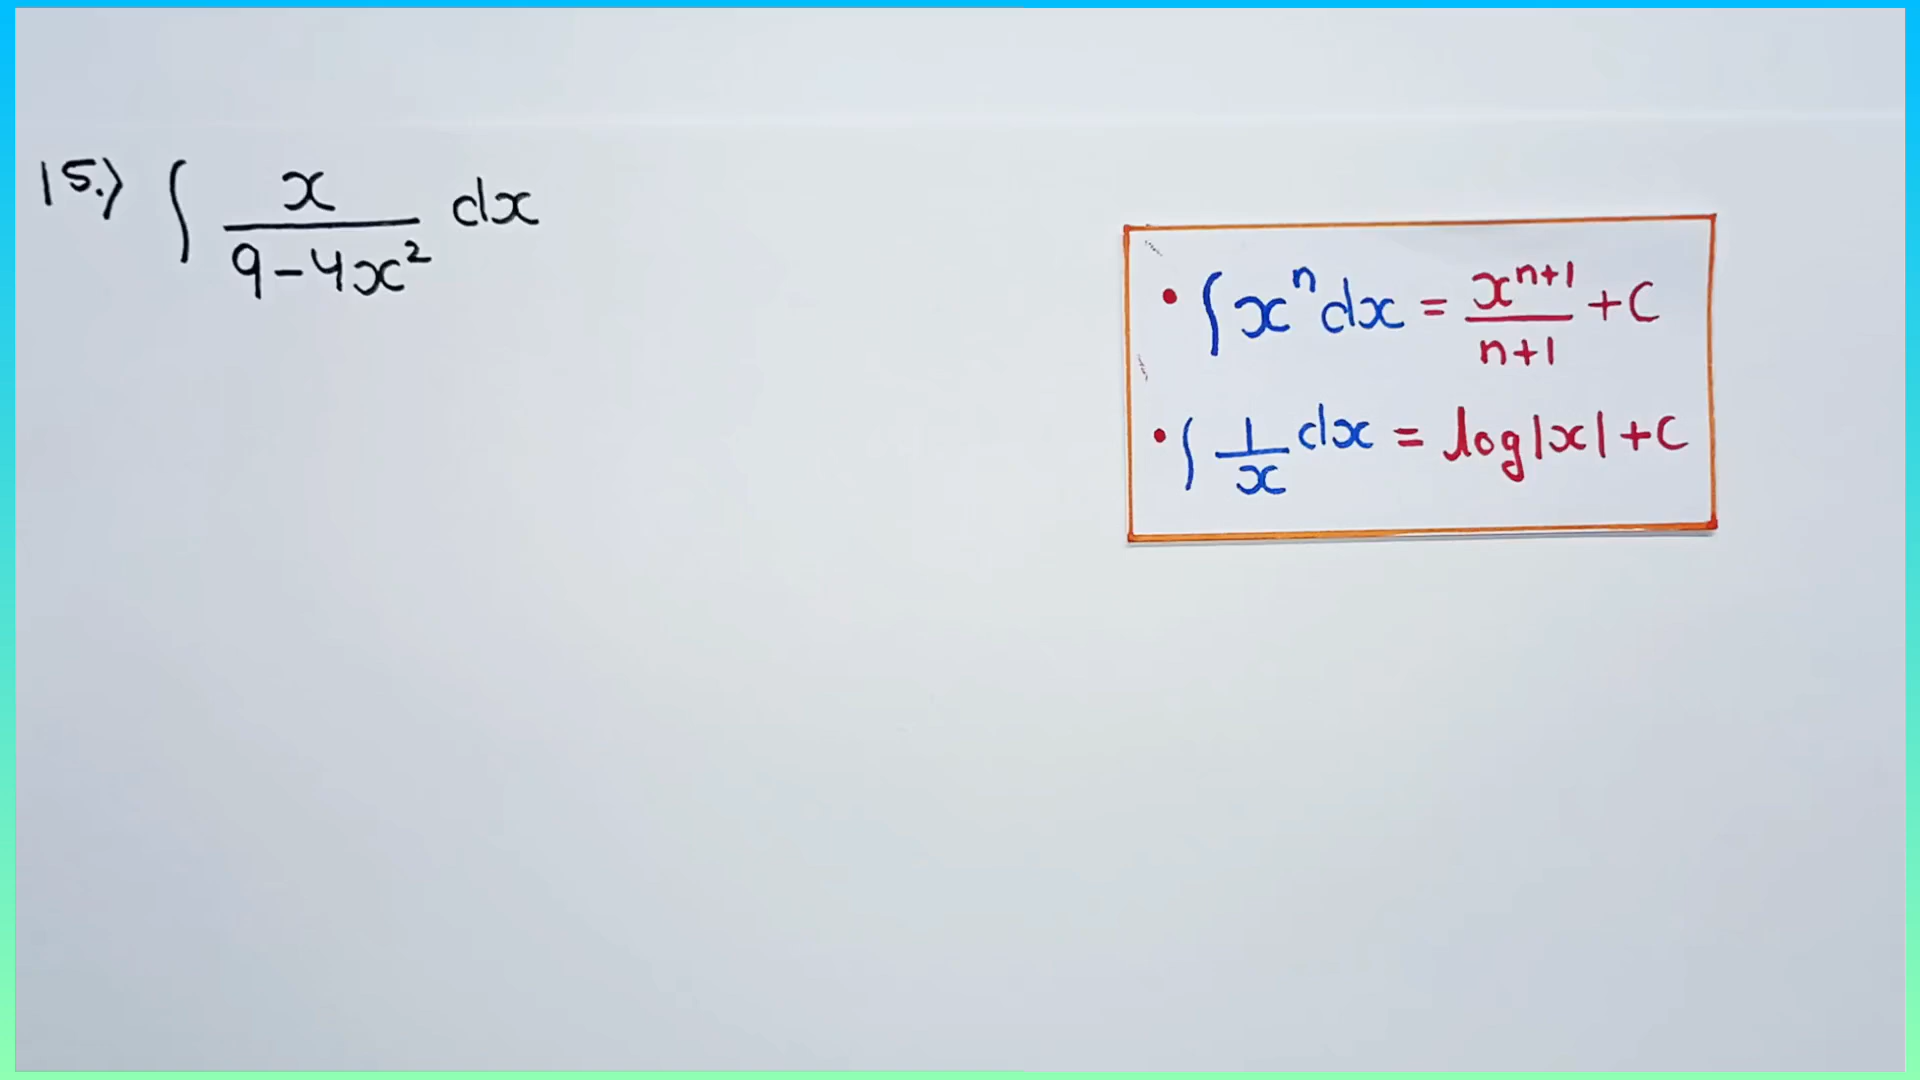 15.) ∫ x/(9-4x²) dx
• ∫xⁿdx = xⁿ⁺¹/(n+1) + C
• ∫ 1/x dx = log|x| + C